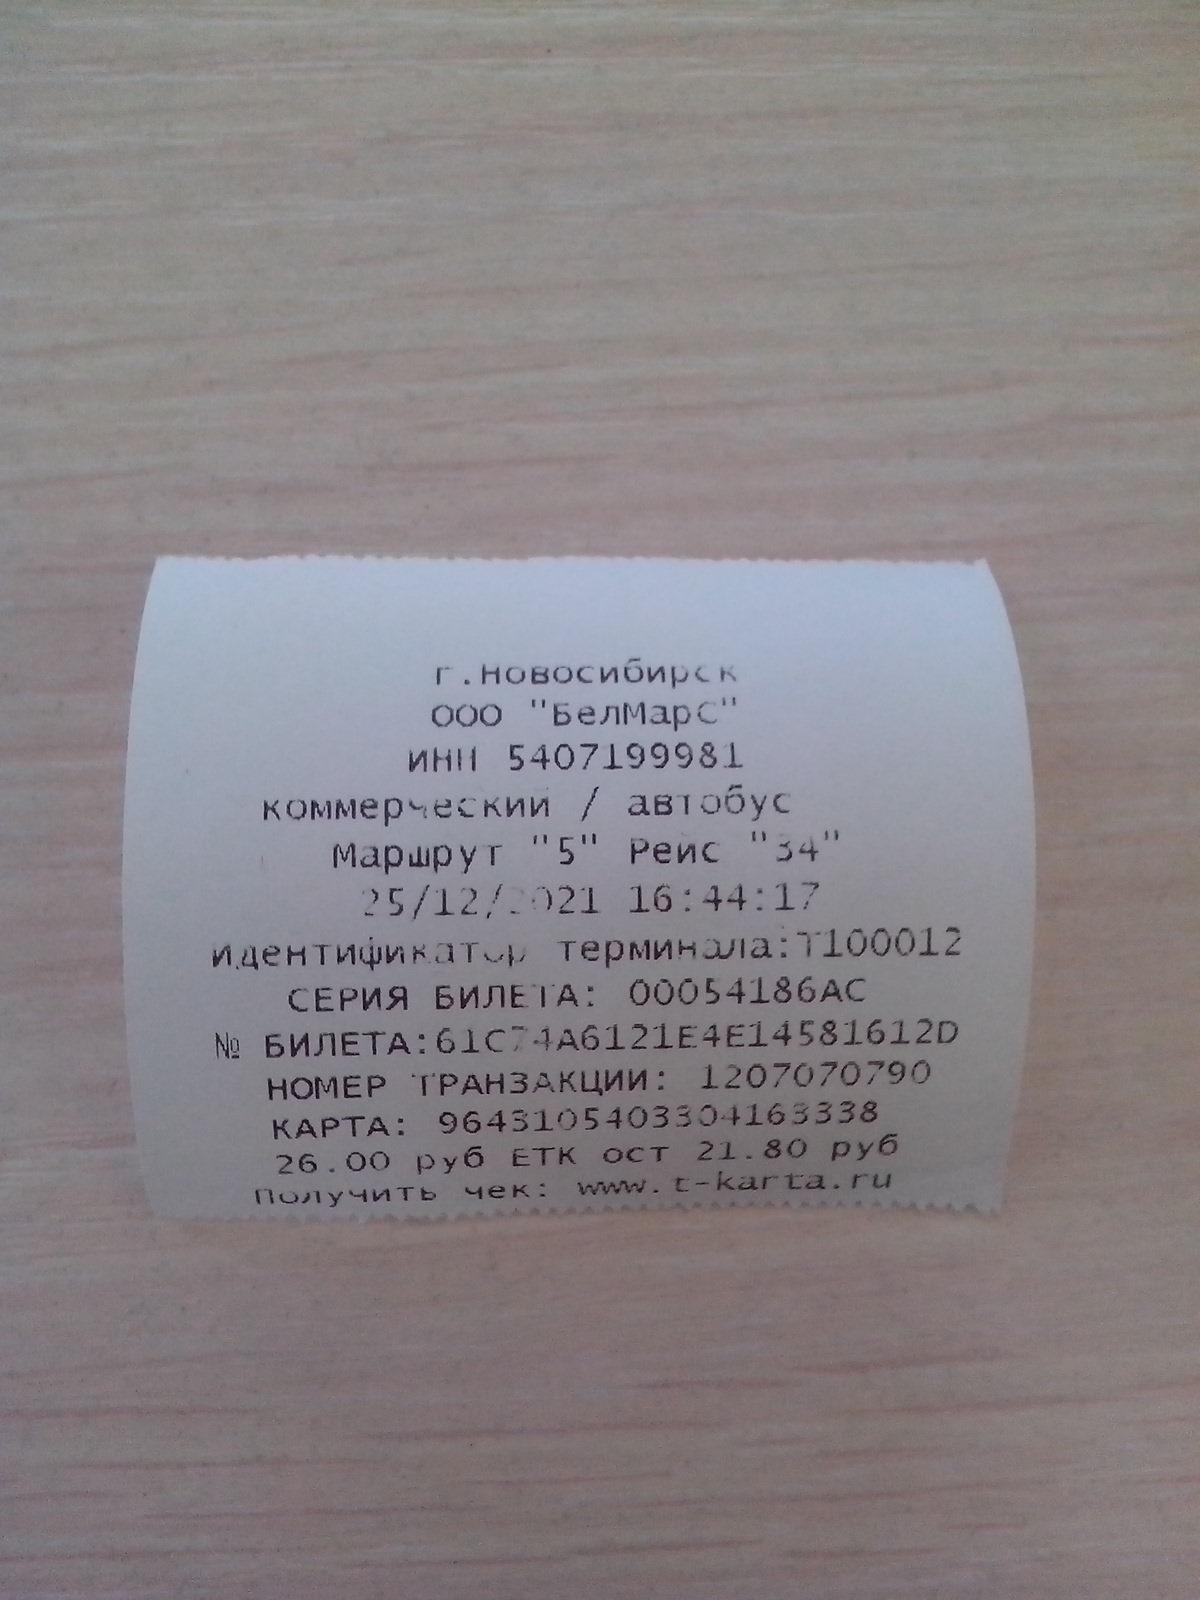 г.Новосибирск
ООО "БелМарС"
ИНН 5407199981
коммерческий / автобус
Маршрут "5" Рейс "34"
25/12/2021 16:44:17
идентификатор терминала:T100012
СЕРИЯ БИЛЕТА: 00054186AC
№ БИЛЕТА:61C74A6121E4E14581612D
НОМЕР ТРАНЗАКЦИИ: 1207070790
КАРТА: 9643105403304163338
26.00 руб ЕТК ост 21.80 руб
Получить чек: www.t-karta.ru